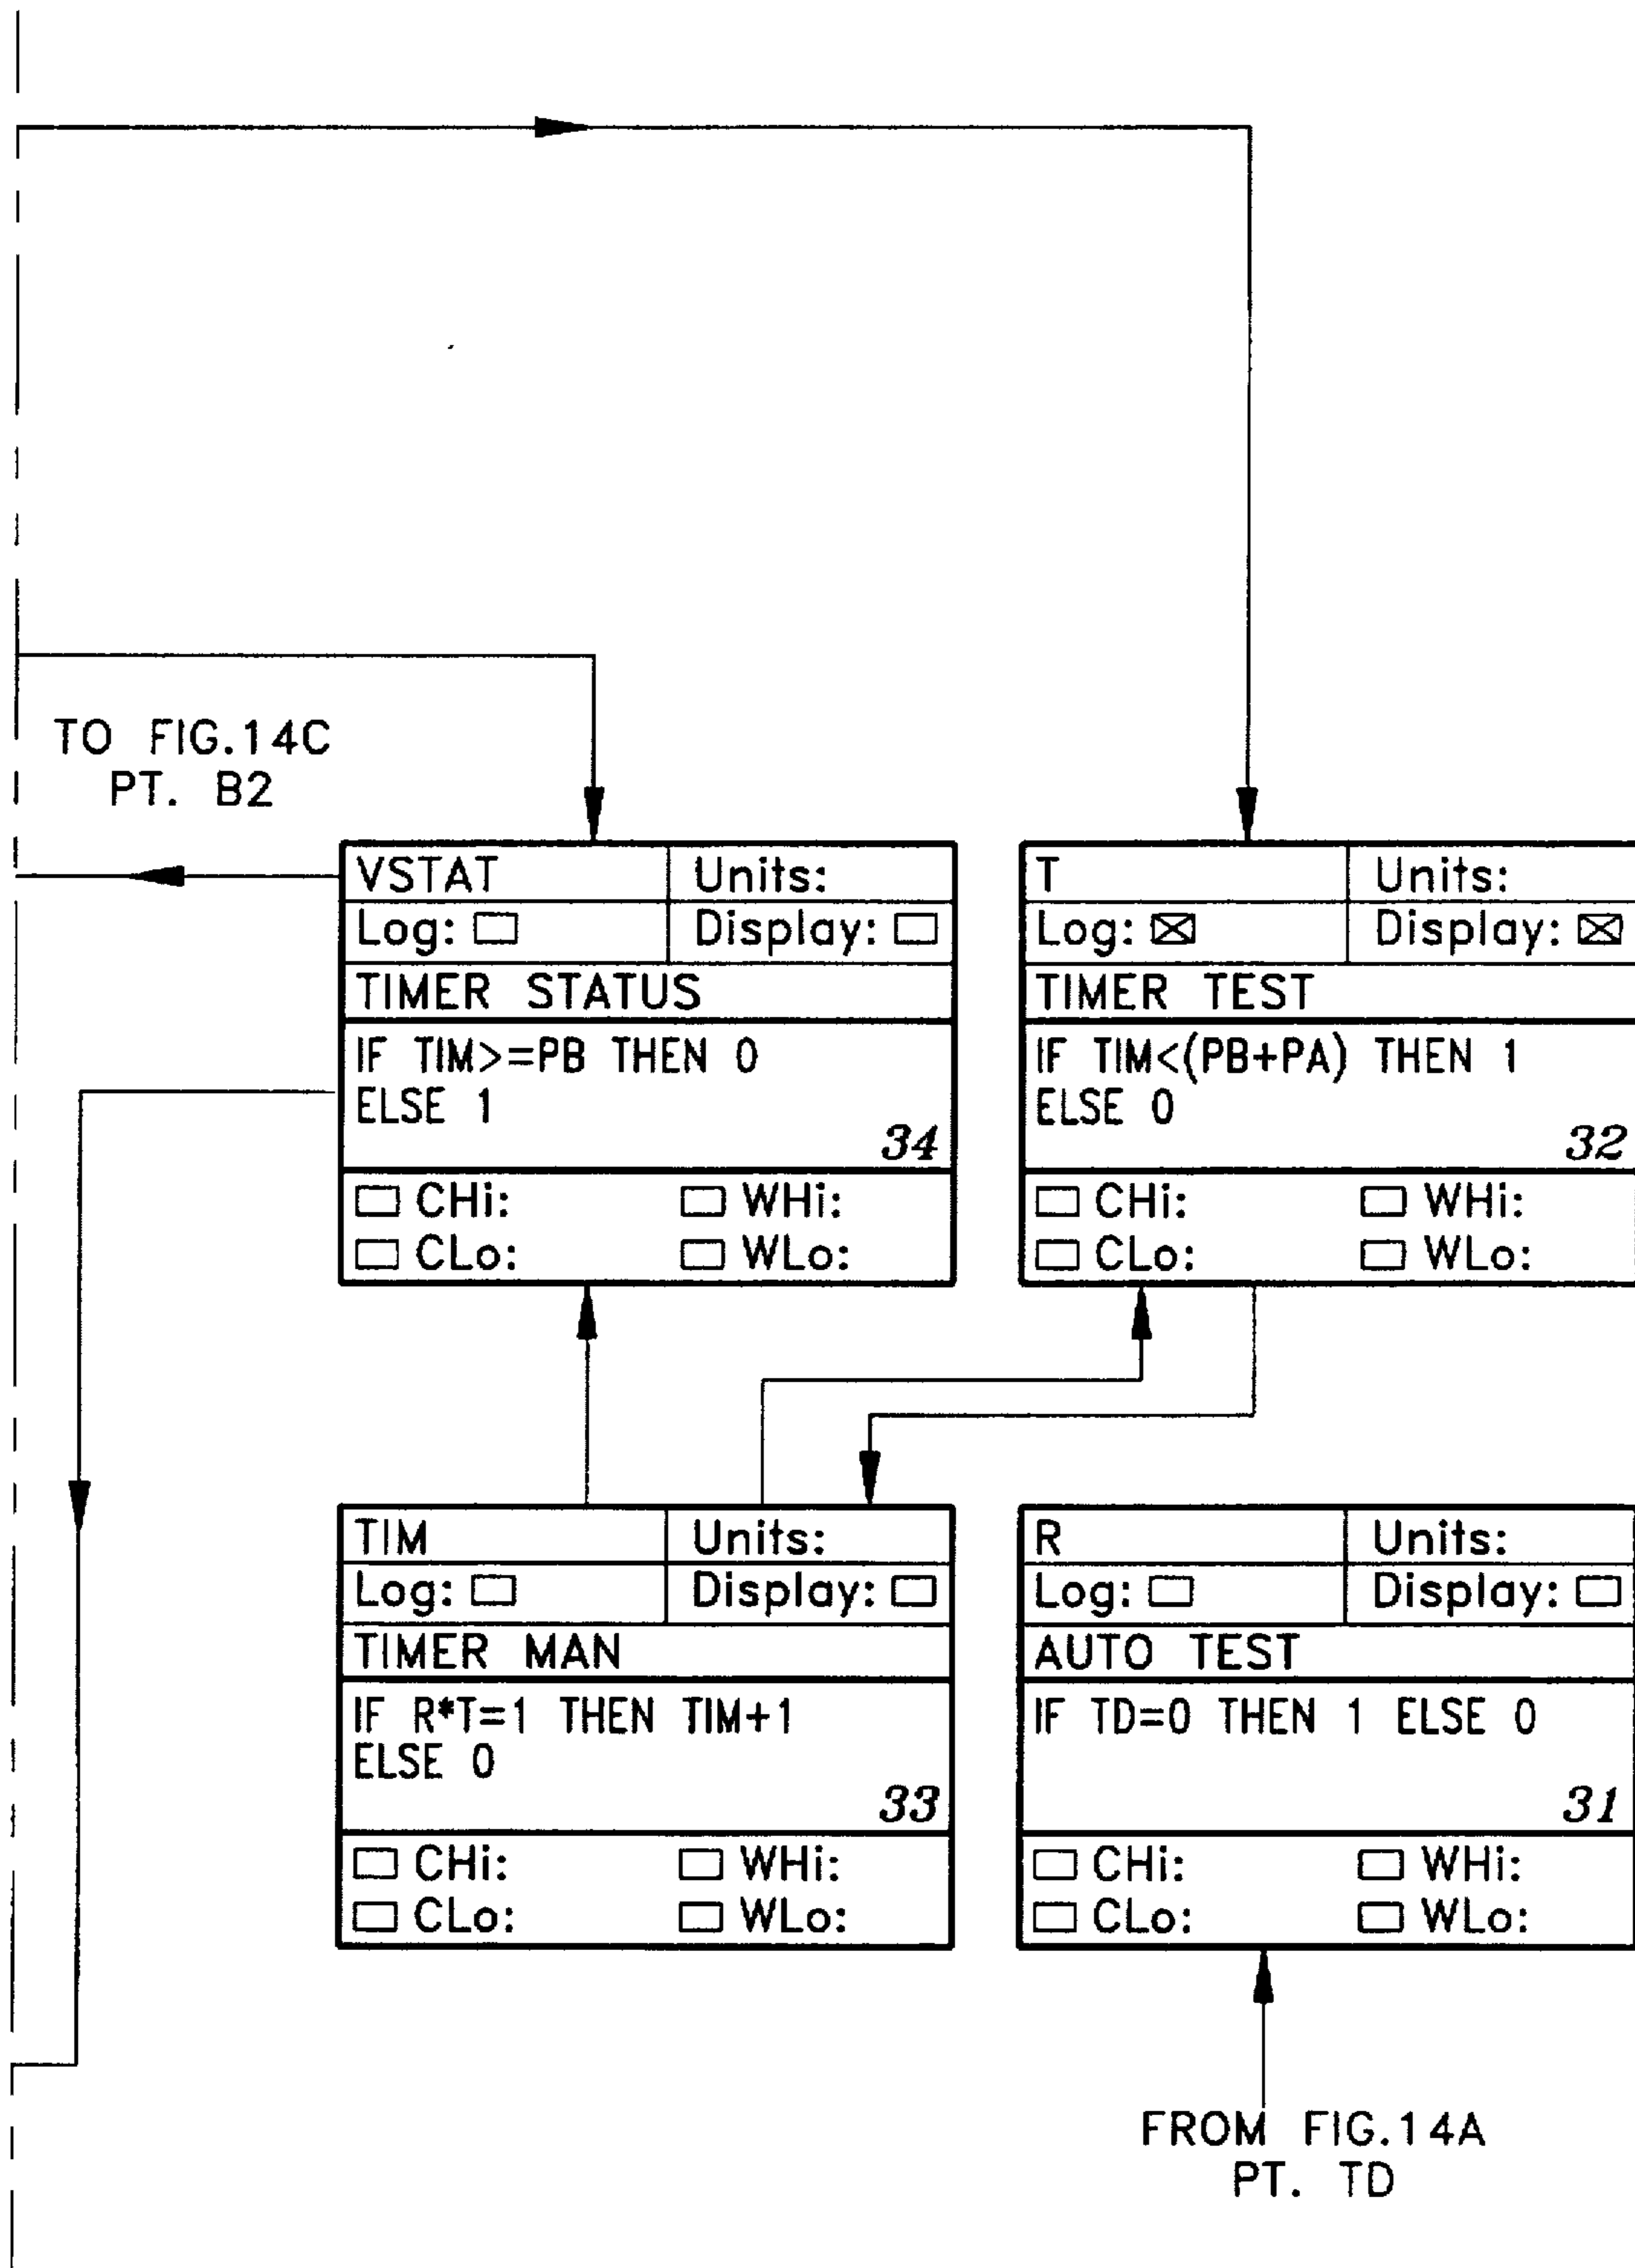 TO FIG.14C
PT. B2
VSTAT Units:
Log: Display:
TIMER STATUS
IF TIM>=PB THEN 0
ELSE 1
34
CHi: WHi:
CLo: WLo:
T Units:
Log: Display:
TIMER TEST
IF TIM<(PB+PA) THEN 1
ELSE 0
32
CHi: WHi:
CLo: WLo:
TIM Units:
Log: Display:
TIMER MAN
IF R*T=1 THEN TIM+1
ELSE 0
33
CHi: WHi:
CLo: WLo:
R Units:
Log: Display:
AUTO TEST
IF TD=0 THEN 1 ELSE 0
31
CHi: WHi:
CLo: WLo:
FROM FIG.14A
PT. TD